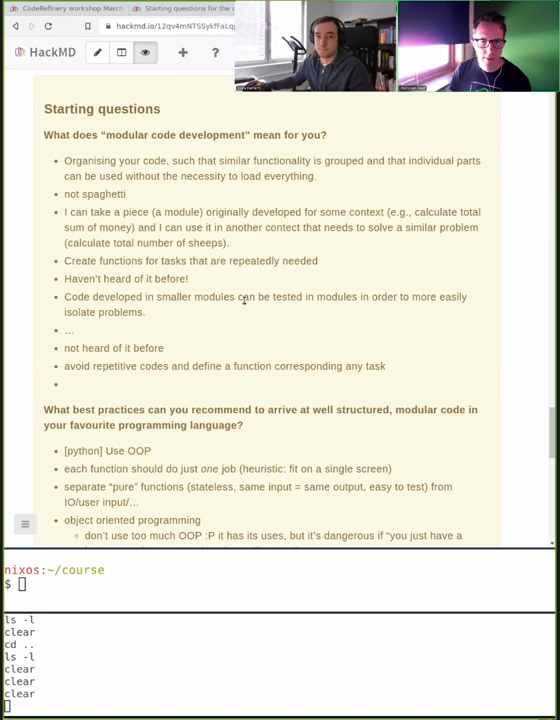 CodeRefinery workshop March
Starting questions for the
hackmd.io/12qv4mNTSSykfFaLqp
HackMD
Starting questions
What does “modular code development” mean for you?
• Organising your code, such that similar functionality is grouped and that individual parts
can be used without the necessity to load everything.
• not spaghetti
• I can take a piece (a module) originally developed for some context (e.g., calculate total
sum of money) and I can use it in another contect that needs to solve a similar problem
(calculate total number of sheeps).
• Create functions for tasks that are repeatedly needed
• Haven’t heard of it before!
• Code developed in smaller modules can be tested in modules in order to more easily
isolate problems.
• …
• not heard of it before
• avoid repetitive codes and define a function corresponding any task
•
What best practices can you recommend to arrive at well structured, modular code in
your favourite programming language?
• [python] Use OOP
• each function should do just one job (heuristic: fit on a single screen)
• separate “pure” functions (stateless, same input = same output, easy to test) from
IO/user input/…
• object oriented programming
◦ don’t use too much OOP :P it has its uses, but it’s dangerous if “you just have a
nixos:~/course
$
ls -l
clear
cd ..
ls -l
clear
clear
clear